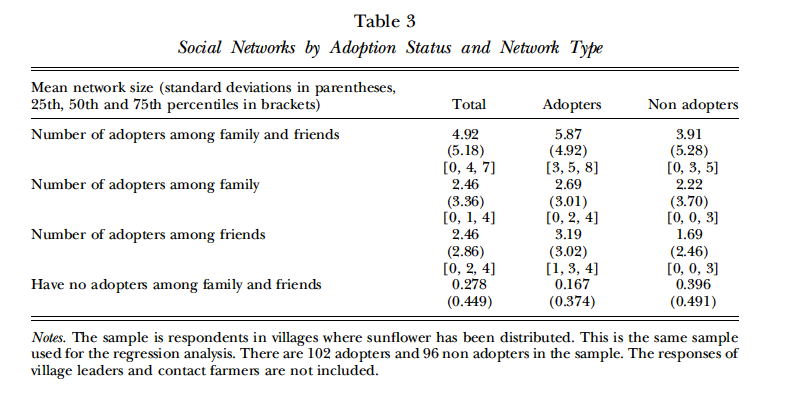 Table 3
Social Networks by Adoption Status and Network Type
Mean network size (standard deviations in parentheses,
25th, 50th and 75th percentiles in brackets) Total Adopters Non adopters
Number of adopters among family and friends 4.92 5.87 3.91
(5.18) (4.92) (5.28)
[0, 4, 7] [3, 5, 8] [0, 3, 5]
Number of adopters among family 2.46 2.69 2.22
(3.36) (3.01) (3.70)
[0, 1, 4] [0, 2, 4] [0, 0, 3]
Number of adopters among friends 2.46 3.19 1.69
(2.86) (3.02) (2.46)
[0, 2, 4] [1, 3, 4] [0, 0, 3]
Have no adopters among family and friends 0.278 0.167 0.396
(0.449) (0.374) (0.491)
Notes. The sample is respondents in villages where sunflower has been distributed. This is the same sample
used for the regression analysis. There are 102 adopters and 96 non adopters in the sample. The responses of
village leaders and contact farmers are not included.